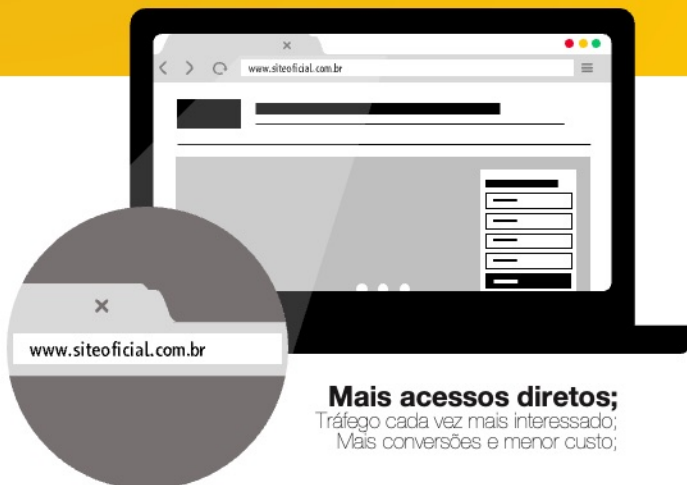 www.siteoficial.com.br
www.siteoficial.com.br
Mais acessos diretos;
Tráfego cada vez mais interessado;
Mais conversões e menor custo;